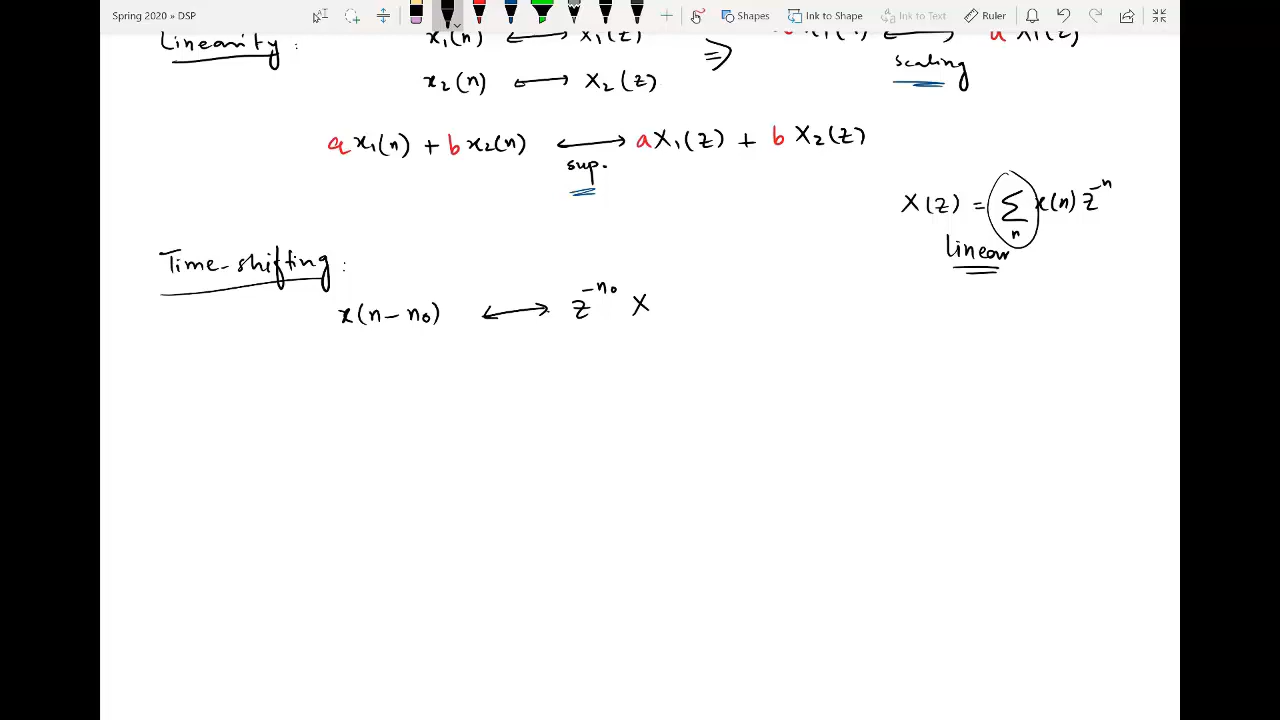 Spring 2020 » DSP
Shapes Ink to Shape Ink to Text Ruler
Linearity : x₁(n) ⟷ X₁(z) ⇒ ⟷ a X₁(z)
scaling
x₂(n) ⟷ X₂(z)
a x₁(n) + b x₂(n) ⟷ a X₁(z) + b X₂(z)
sup.
X(z) = ∑ₙ x(n) z⁻ⁿ
linear
Time-shifting :
x(n − n₀) ⟷ z^{−n₀} X